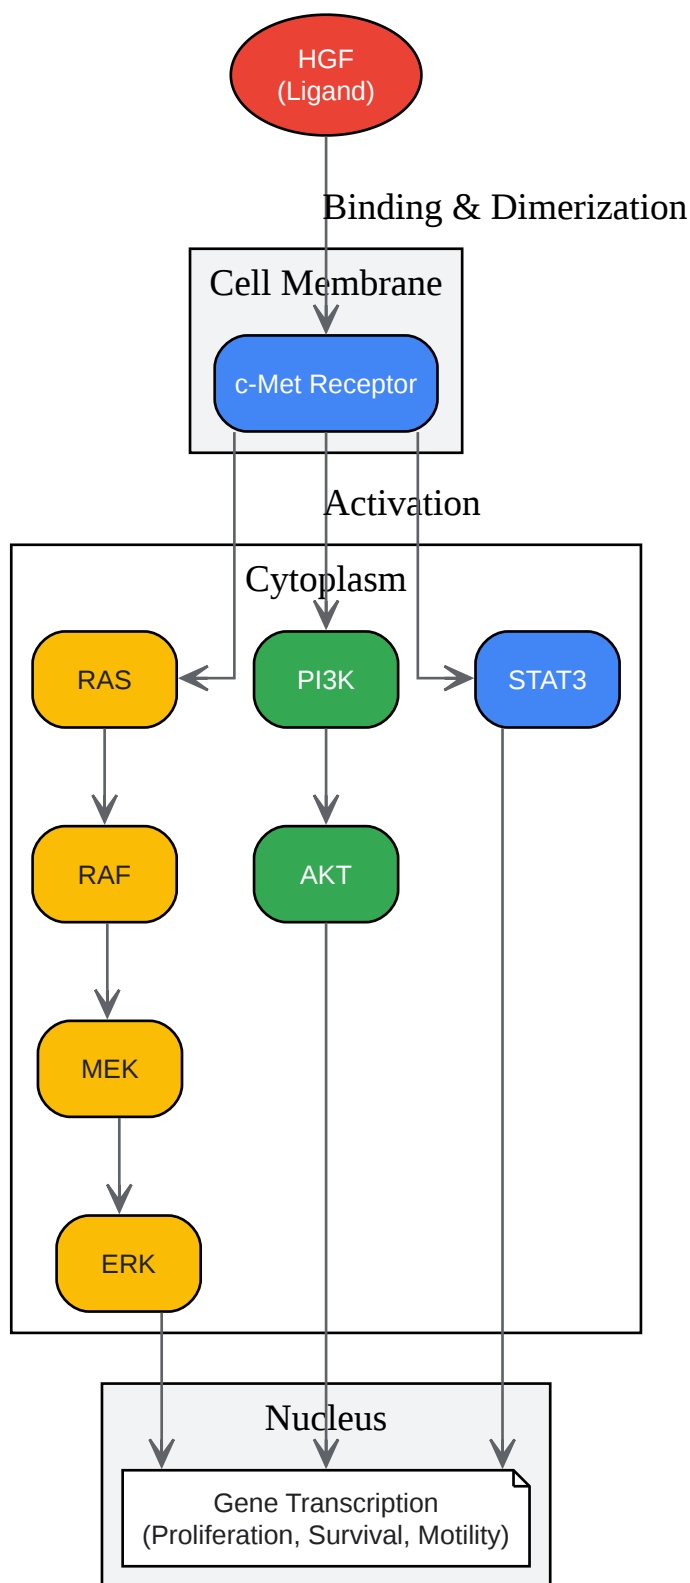 HGF
(Ligand)
Binding & Dimerization
Cell Membrane
c-Met Receptor
Activation
Cytoplasm
RAS
PI3K
STAT3
RAF
AKT
MEK
ERK
Nucleus
Gene Transcription
(Proliferation, Survival, Motility)